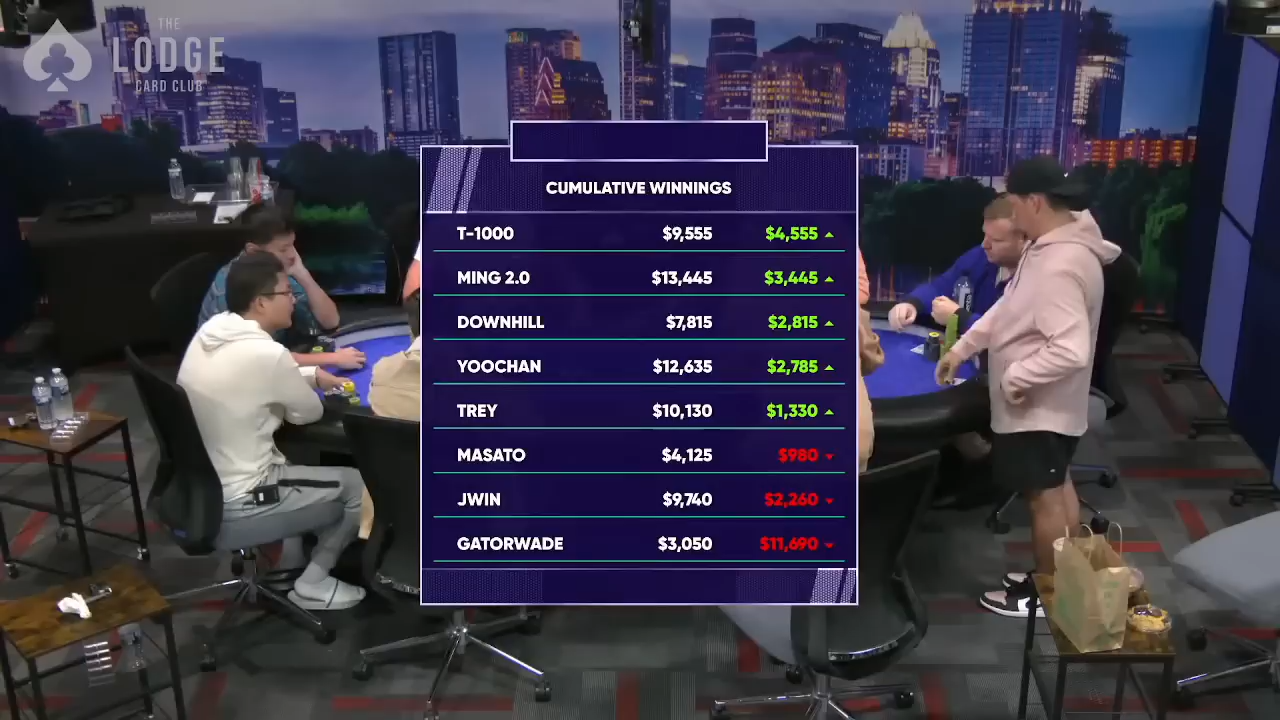 THE
LODGE
CARD CLUB
CUMULATIVE WINNINGS
T-1000 $9,555 $4,555
MING 2.0 $13,445 $3,445
DOWNHILL $7,815 $2,815
YOOCHAN $12,635 $2,785
TREY $10,130 $1,330
MASATO $4,125 $980
JWIN $9,740 $2,260
GATORWADE $3,050 $11,690